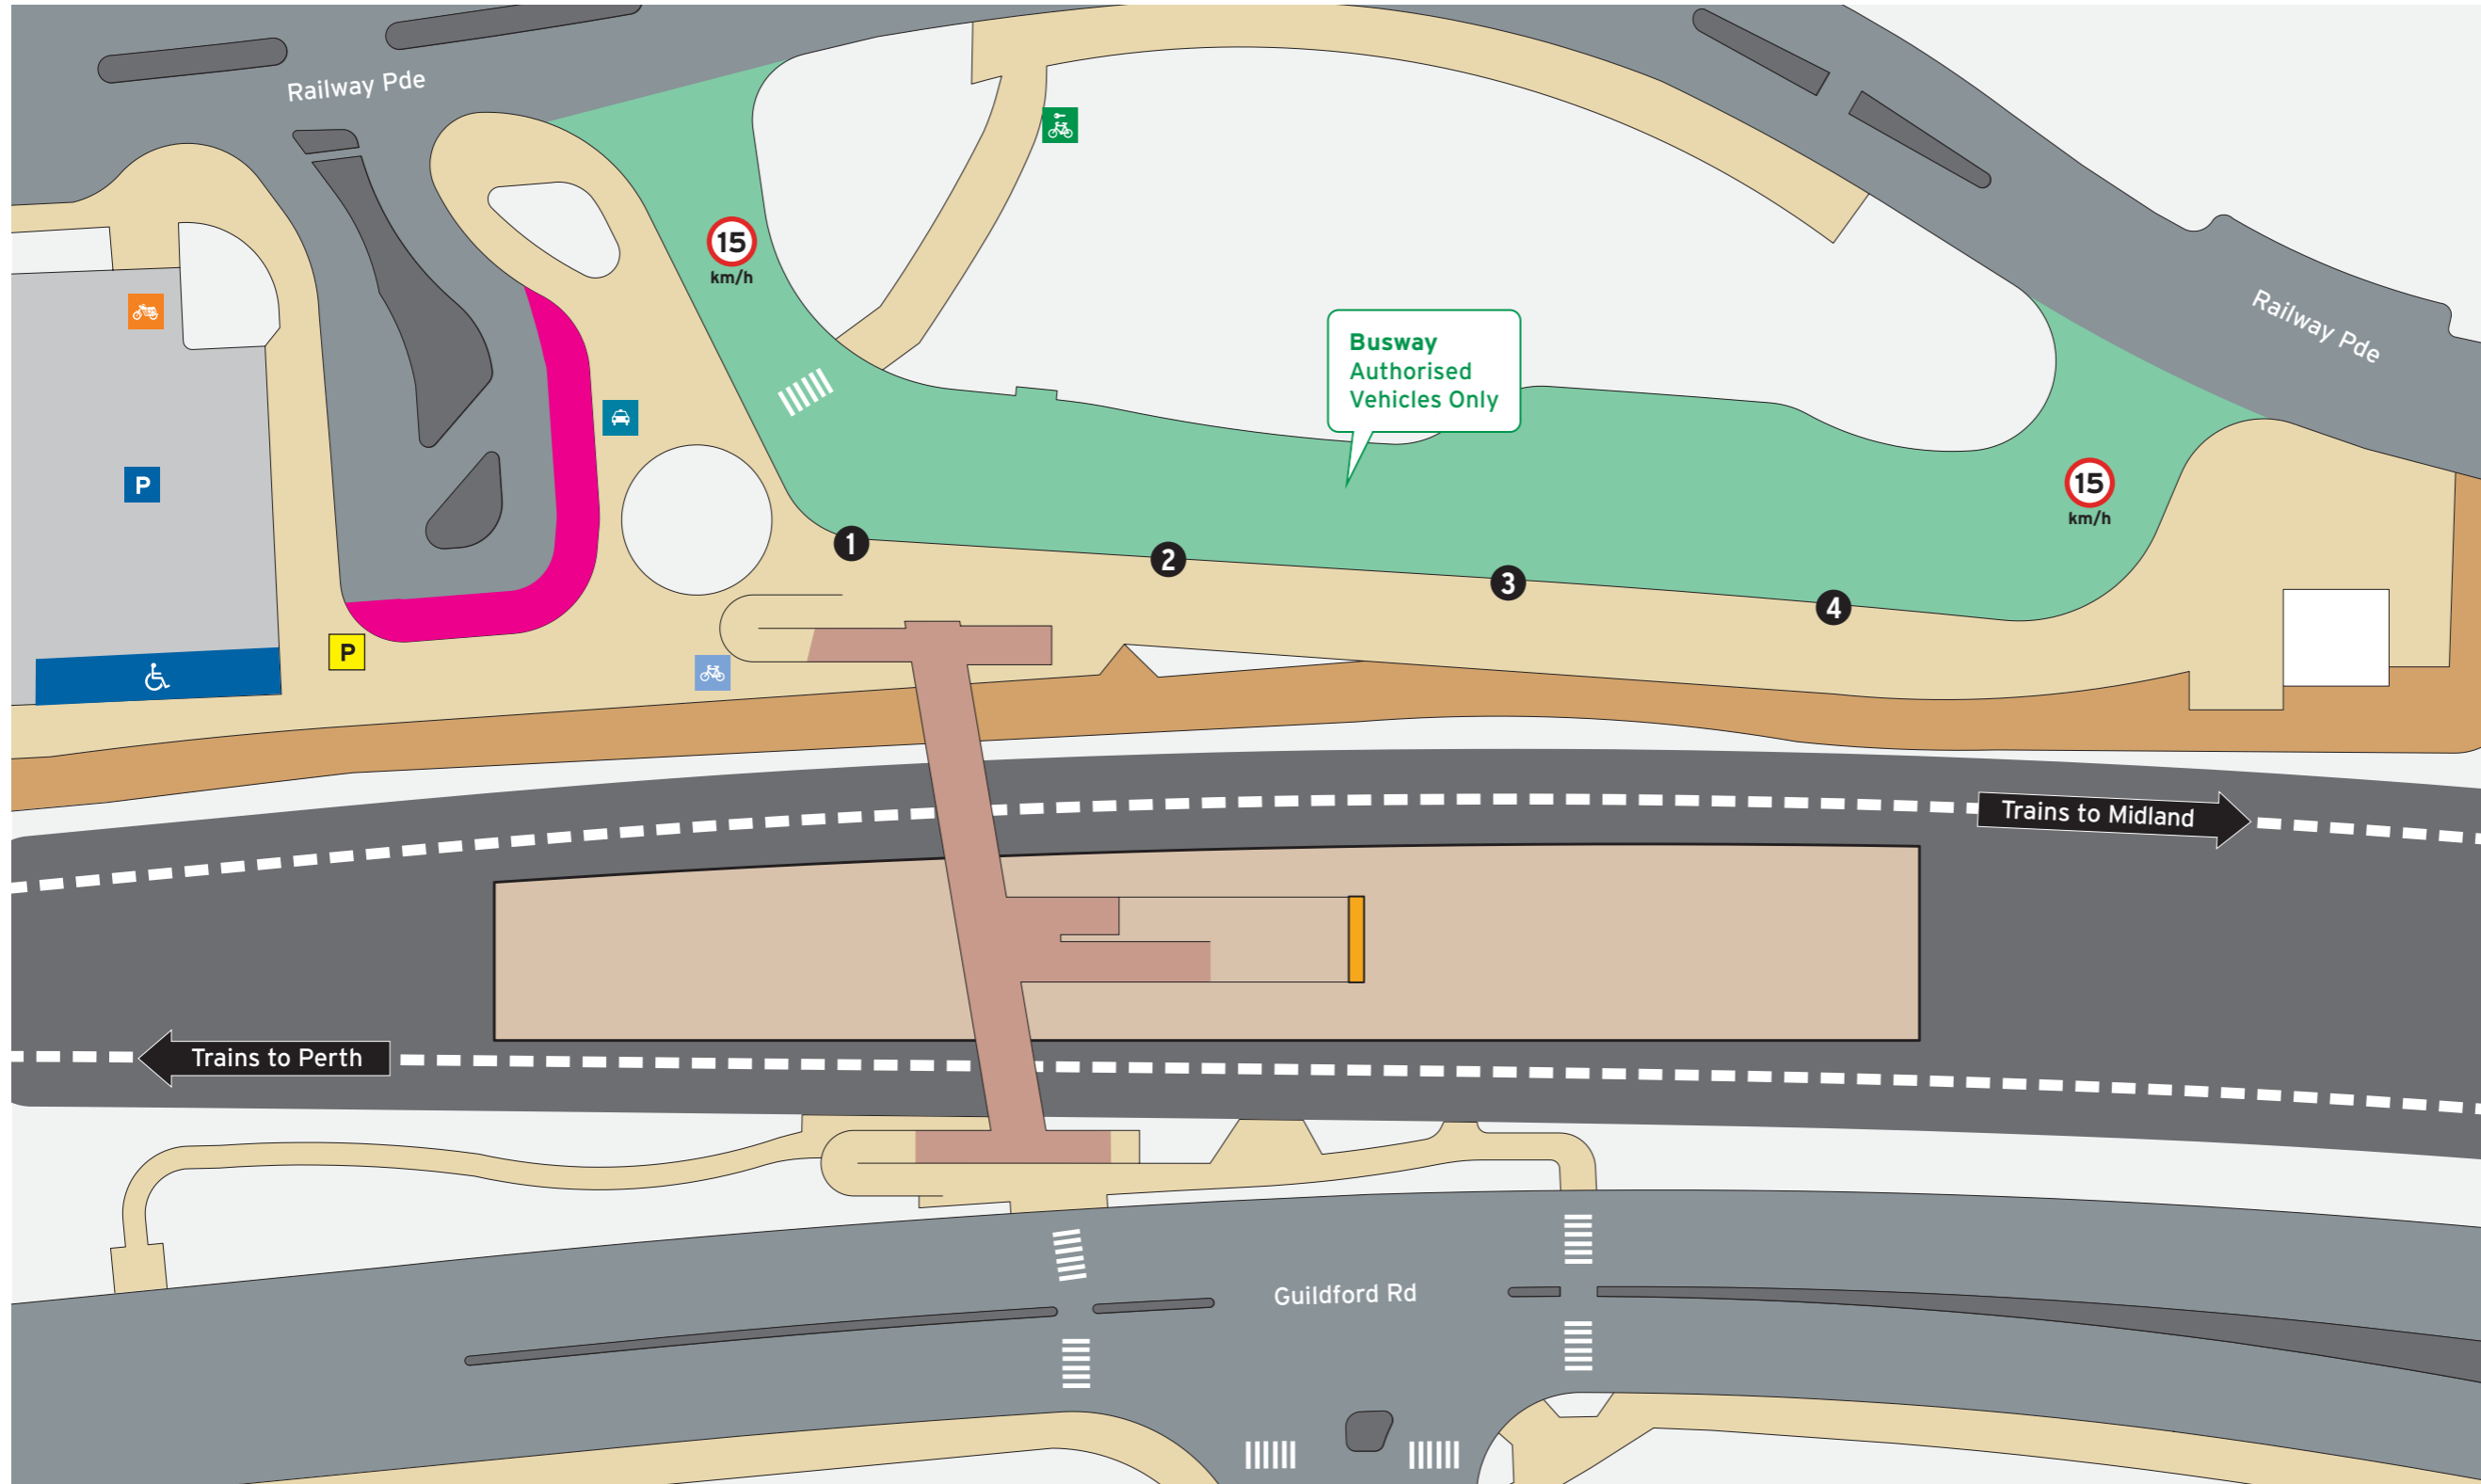 Railway Pde
15
km/h
Busway
Authorised
Vehicles Only
Railway Pde
P
15
km/h
1
2
3
4
P
Trains to Midland
Trains to Perth
Guildford Rd